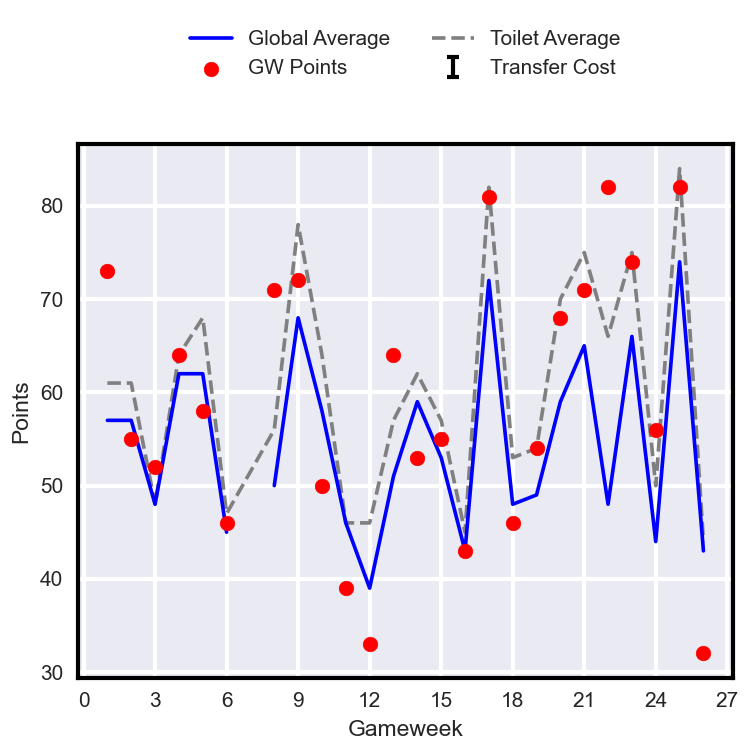 Global Average
Toilet Average
GW Points
Transfer Cost
80
70
60
50
40
30
Points
0 3 6 9 12 15 18 21 24 27
Gameweek